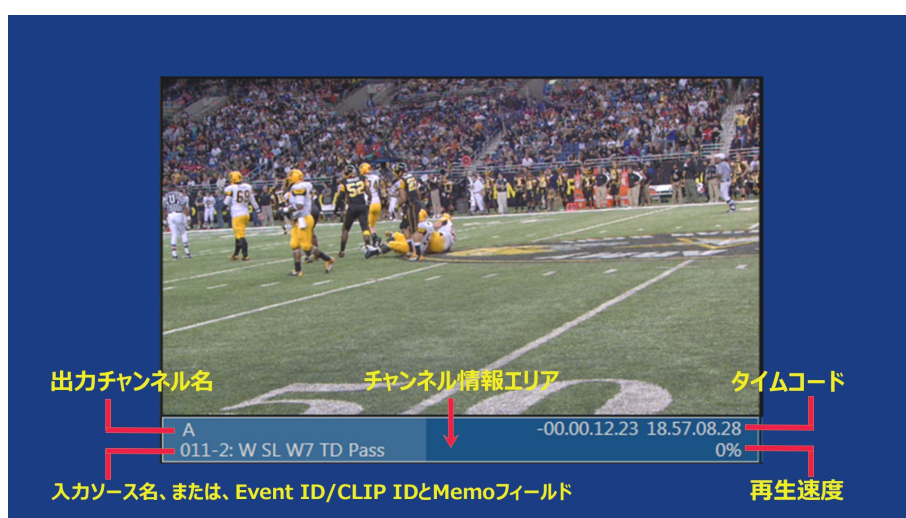 出力チャンネル名
チャンネル情報エリア
タイムコード
A
-00.00.12.23 18.57.08.28
011-2: W SL W7 TD Pass
0%
入力ソース名、または、Event ID/CLIP IDとMemoフィールド
再生速度
50
69
52